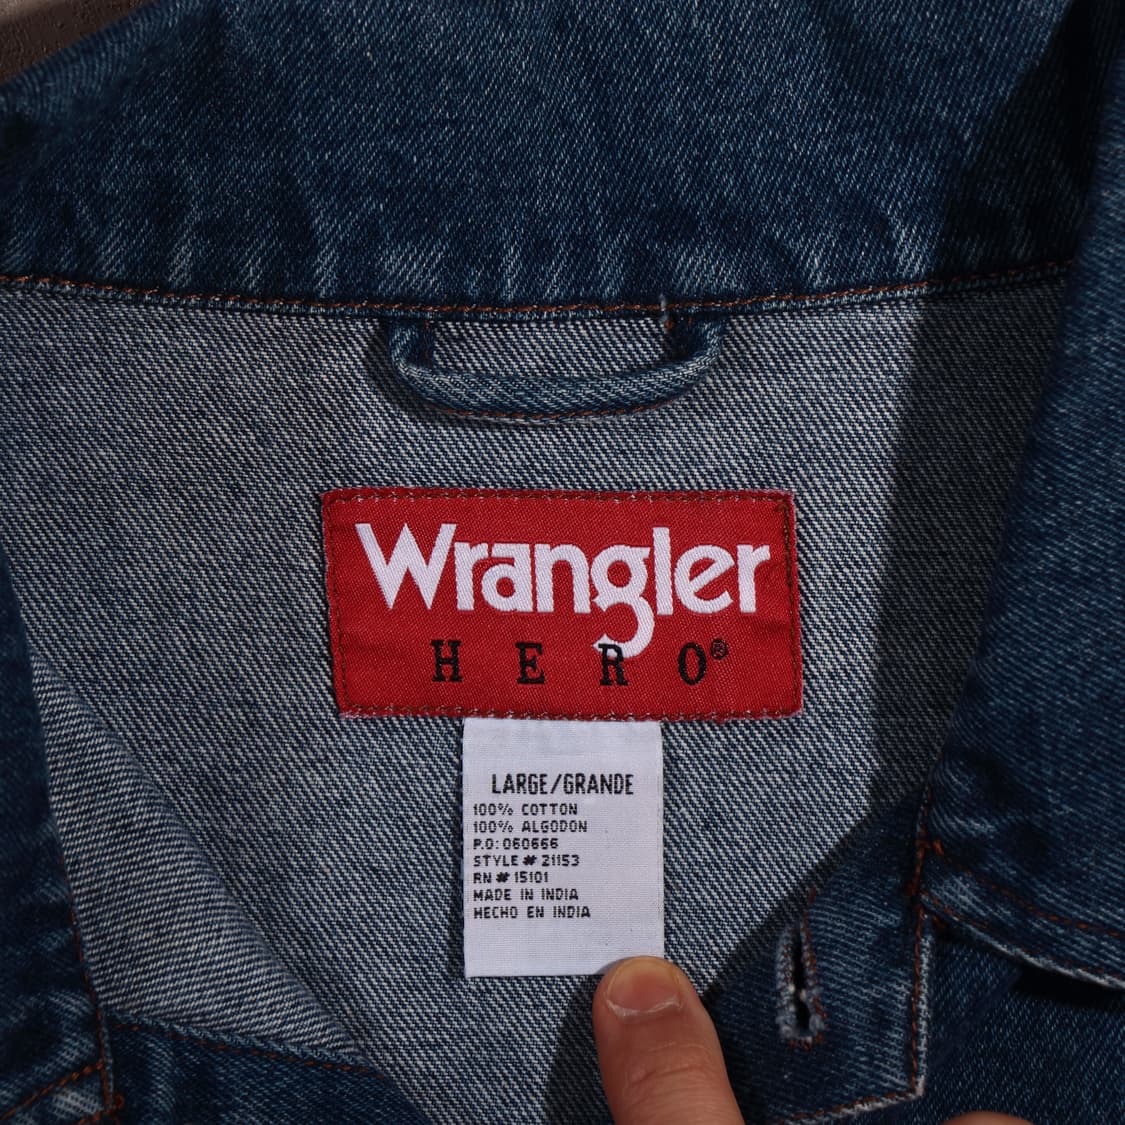 Wrangler
HERO®
LARGE/GRANDE
100% COTTON
100% ALGODON
P.O: 060666
STYLE # 21153
RN # 15101
MADE IN INDIA
HECHO EN INDIA